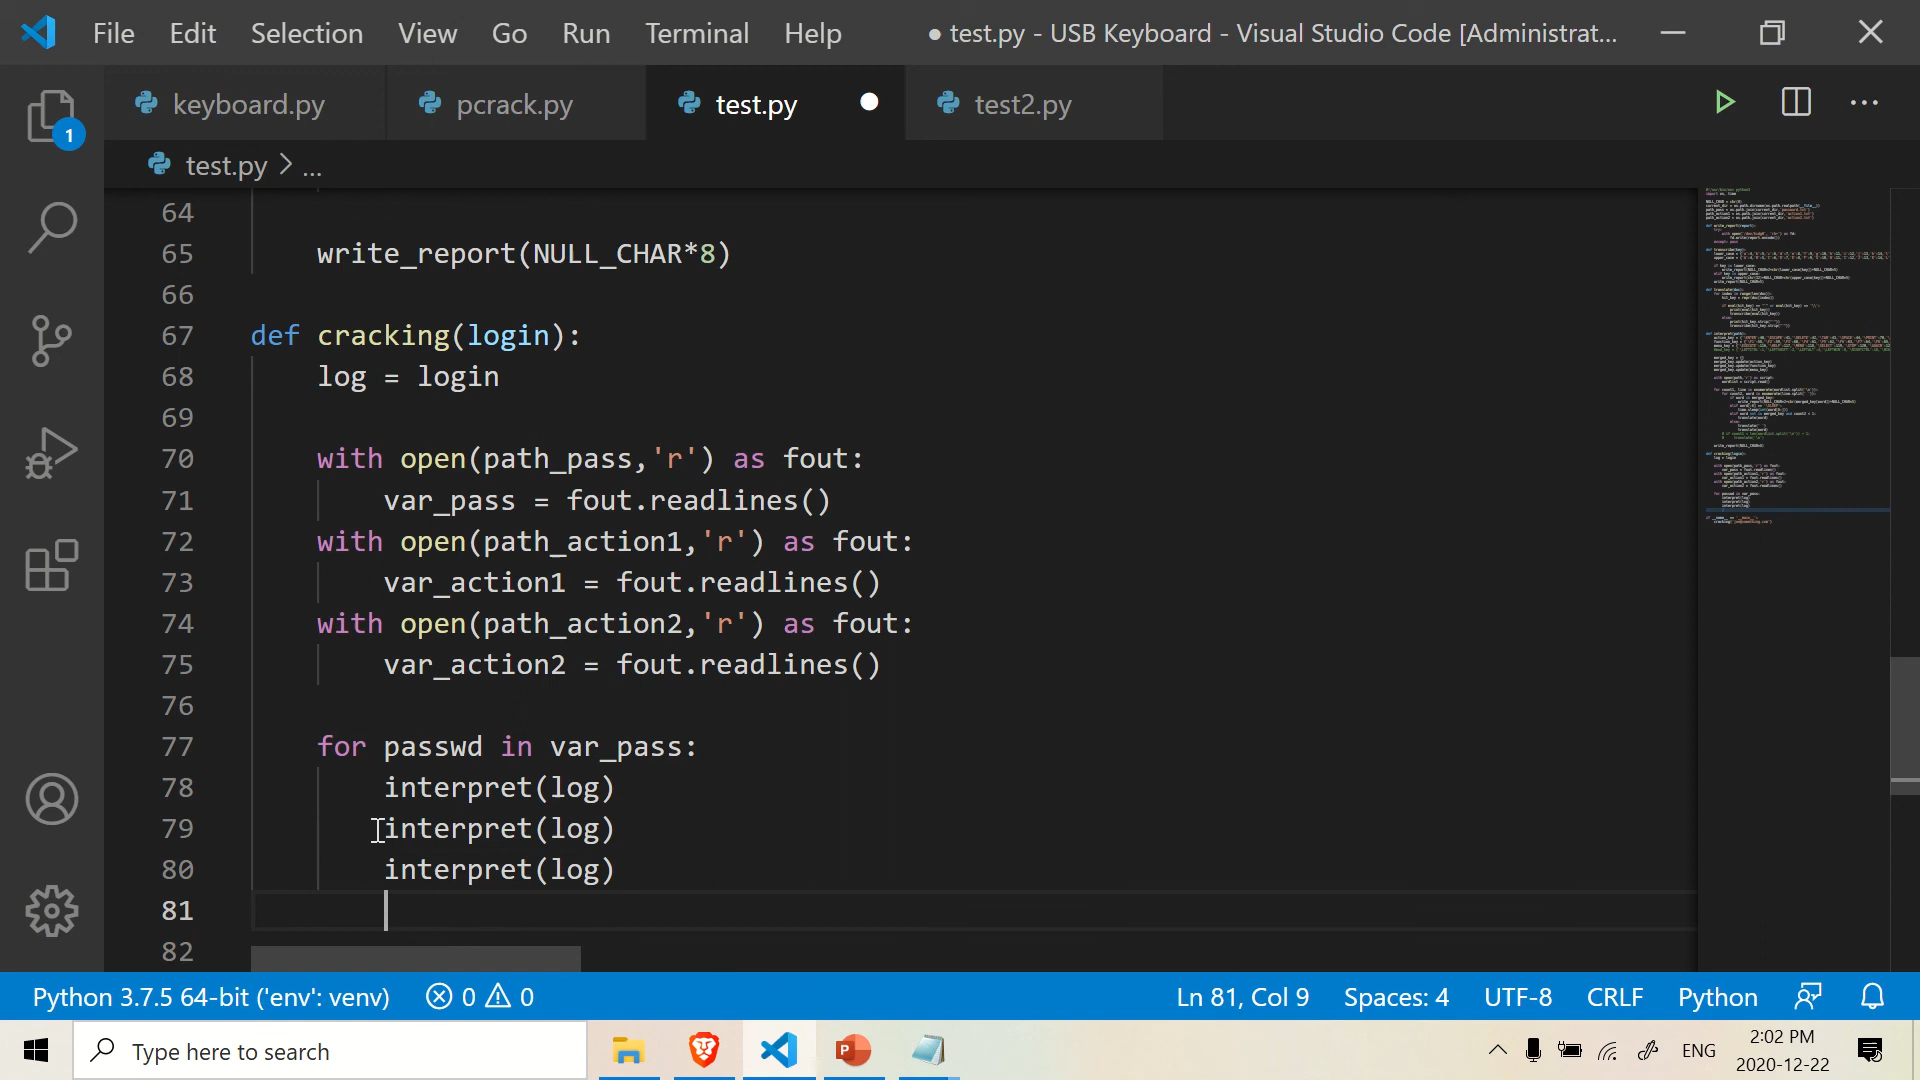 File Edit Selection View Go Run Terminal Help ● test.py - USB Keyboard - Visual Studio Code [Administrat...
keyboard.py pcrack.py test.py test2.py
1
test.py > ...
64
65 write_report(NULL_CHAR*8)
66
67 def cracking(login):
68 log = login
69
70 with open(path_pass,'r') as fout:
71 var_pass = fout.readlines()
72 with open(path_action1,'r') as fout:
73 var_action1 = fout.readlines()
74 with open(path_action2,'r') as fout:
75 var_action2 = fout.readlines()
76
77 for passwd in var_pass:
78 interpret(log)
79 interpret(log)
80 interpret(log)
81
82
Python 3.7.5 64-bit ('env': venv) 0 0 Ln 81, Col 9 Spaces: 4 UTF-8 CRLF Python
Type here to search ENG 2:02 PM
2020-12-22